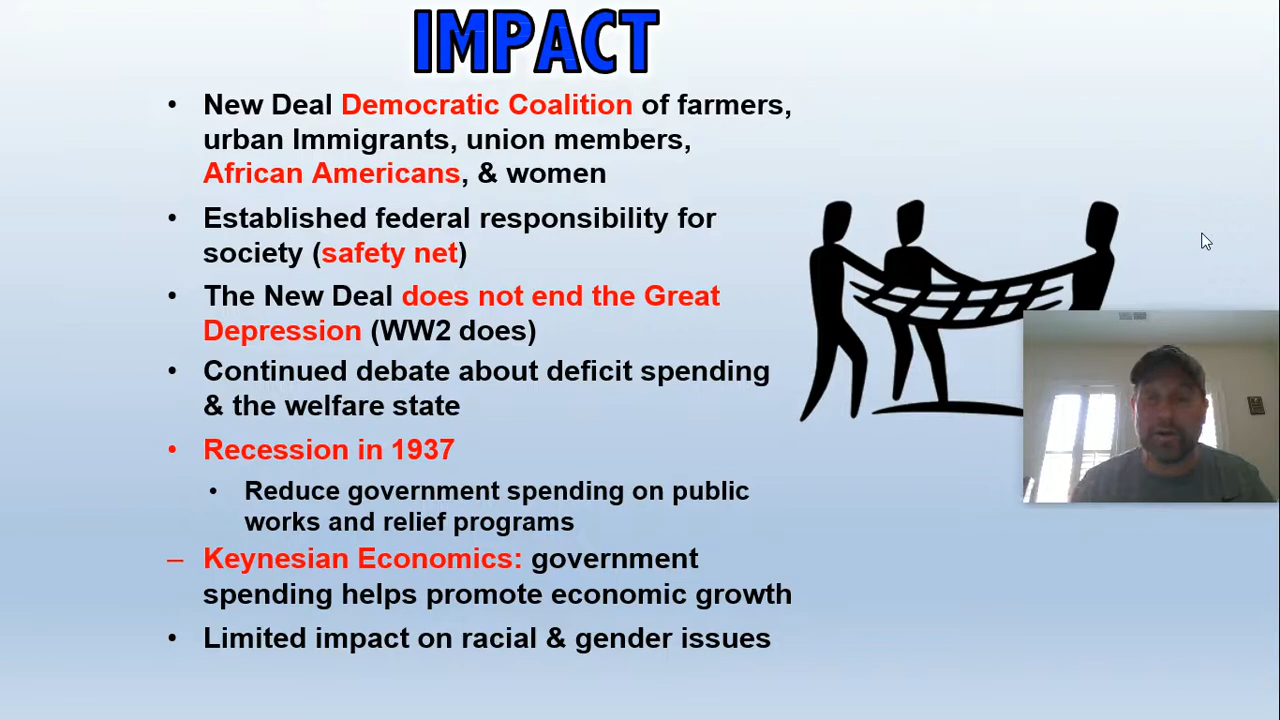 IMPACT
• New Deal Democratic Coalition of farmers,
urban Immigrants, union members,
African Americans, & women
• Established federal responsibility for
society (safety net)
• The New Deal does not end the Great
Depression (WW2 does)
• Continued debate about deficit spending
& the welfare state
• Recession in 1937
• Reduce government spending on public
works and relief programs
– Keynesian Economics: government
spending helps promote economic growth
• Limited impact on racial & gender issues